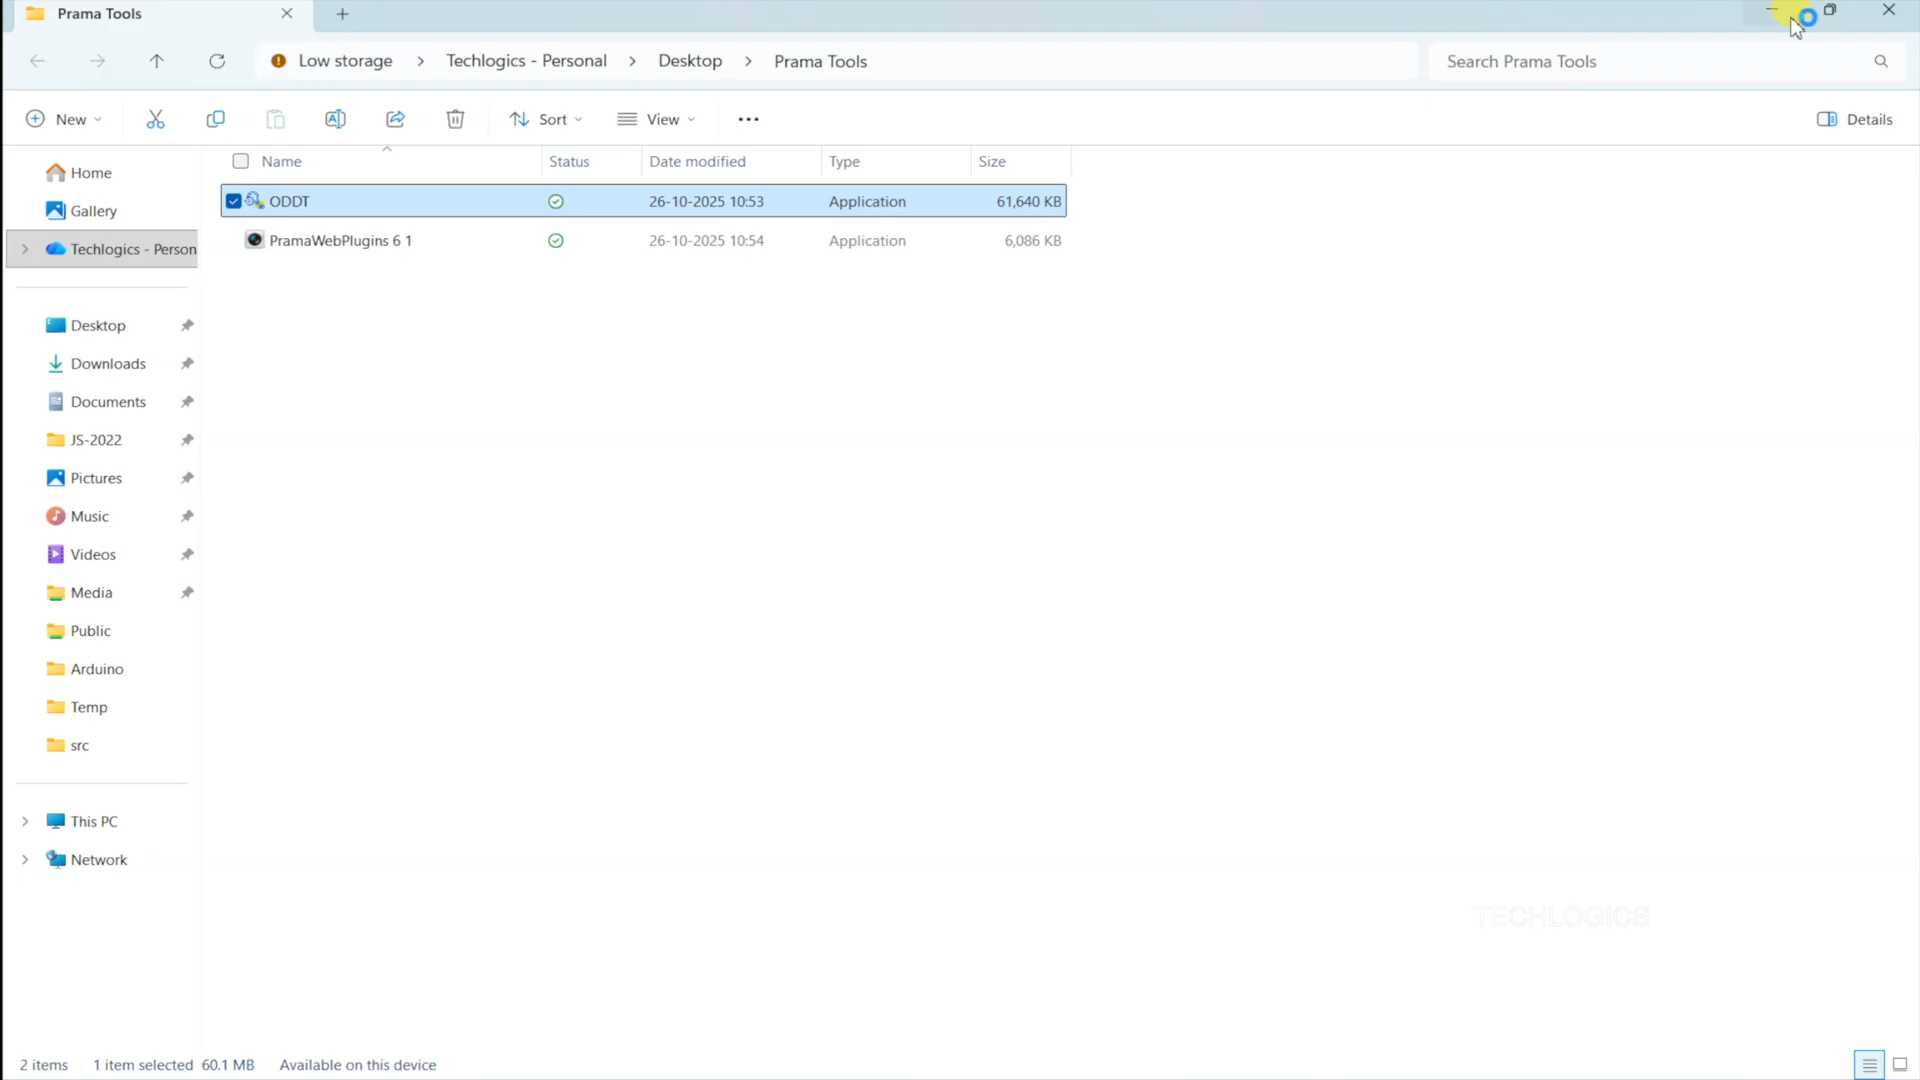 Prama Tools
Low storage > Techlogics - Personal > Desktop > Prama Tools
Search Prama Tools
New
Sort
View
Details
Name Status Date modified Type Size
ODDT 26-10-2025 10:53 Application 61,640 KB
PramaWebPlugins 6 1 26-10-2025 10:54 Application 6,086 KB
Home
Gallery
Techlogics - Person
Desktop
Downloads
Documents
JS-2022
Pictures
Music
Videos
Media
Public
Arduino
Temp
src
This PC
Network
TECHLOGICS
2 items 1 item selected 60.1 MB Available on this device